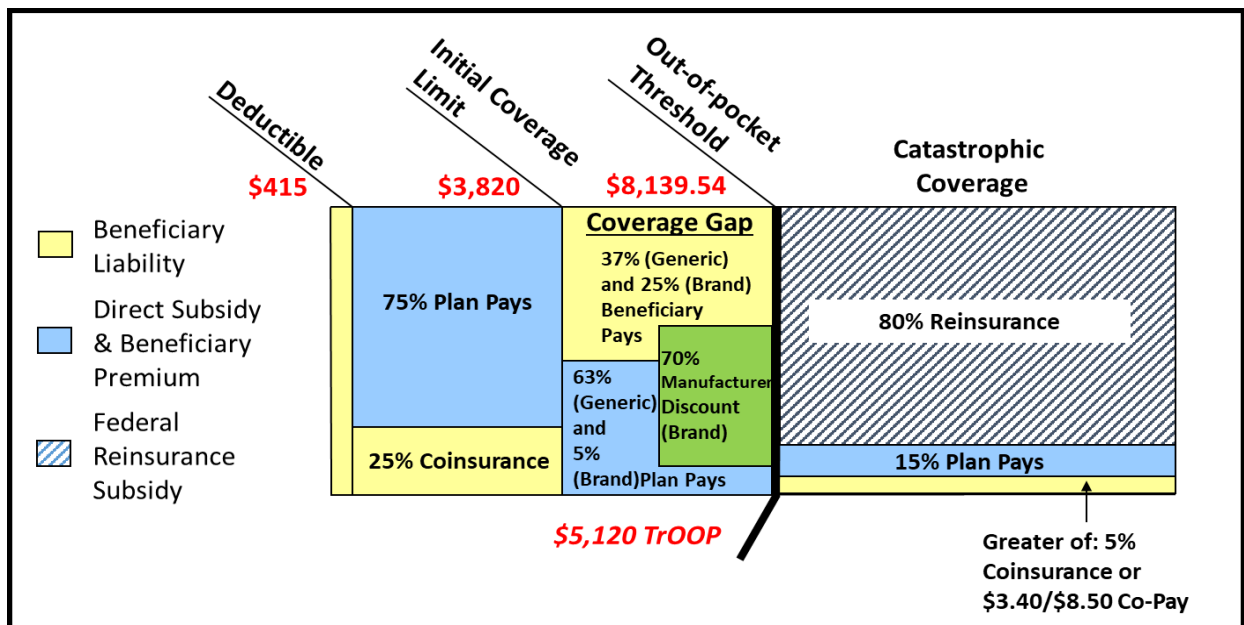 Deductible
Initial Coverage
Limit
Out-of-pocket
Threshold
Catastrophic
Coverage
$415
$3,820
$8,139.54
Beneficiary
Liability
Direct Subsidy
& Beneficiary
Premium
Federal
Reinsurance
Subsidy
75% Plan Pays
25% Coinsurance
Coverage Gap
37% (Generic)
and 25% (Brand)
Beneficiary
Pays
70%
Manufacturer
Discount
(Brand)
63%
(Generic)
and
5%
(Brand)Plan Pays
80% Reinsurance
15% Plan Pays
$5,120 TrOOP
Greater of: 5%
Coinsurance or
$3.40/$8.50 Co-Pay